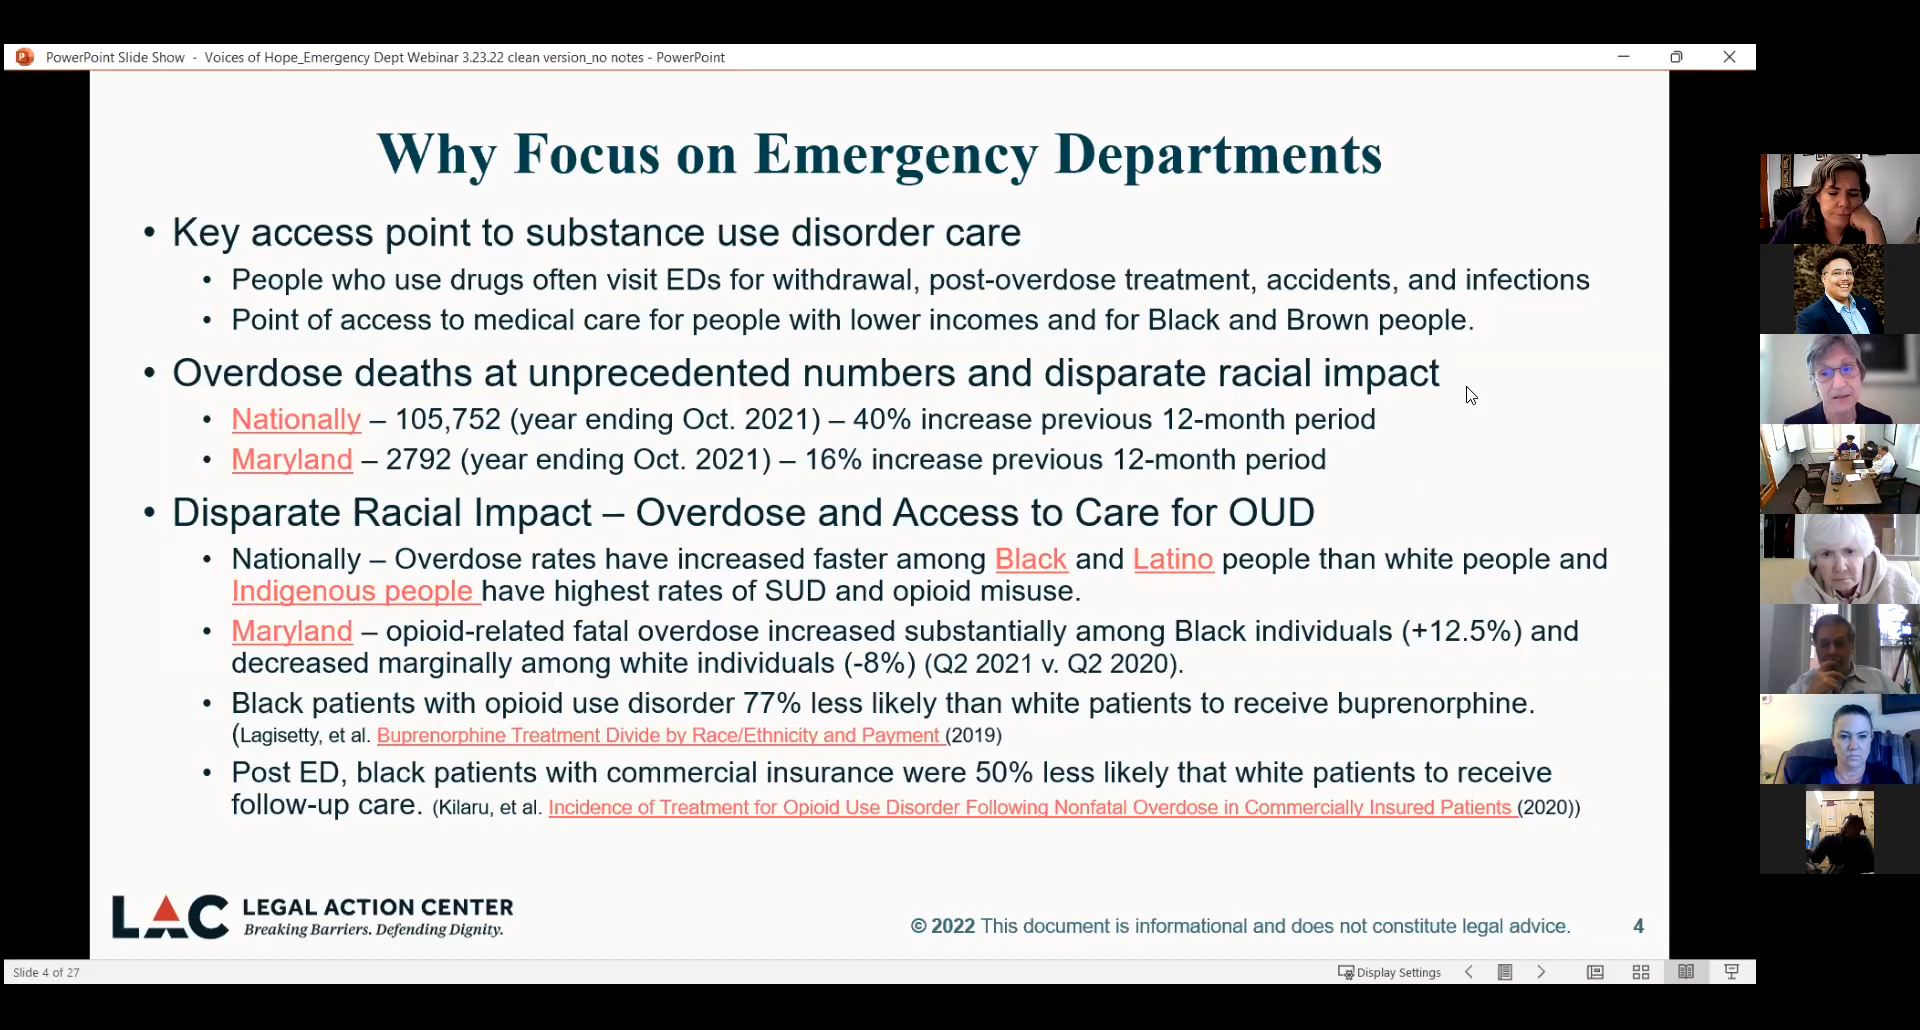 PowerPoint Slide Show - Voices of Hope_Emergency Dept Webinar 3.23.22 clean version_no notes - PowerPoint
Why Focus on Emergency Departments
• Key access point to substance use disorder care
• People who use drugs often visit EDs for withdrawal, post-overdose treatment, accidents, and infections
• Point of access to medical care for people with lower incomes and for Black and Brown people.
• Overdose deaths at unprecedented numbers and disparate racial impact
• Nationally – 105,752 (year ending Oct. 2021) – 40% increase previous 12-month period
• Maryland – 2792 (year ending Oct. 2021) – 16% increase previous 12-month period
• Disparate Racial Impact – Overdose and Access to Care for OUD
• Nationally – Overdose rates have increased faster among Black and Latino people than white people and
Indigenous people have highest rates of SUD and opioid misuse.
• Maryland – opioid-related fatal overdose increased substantially among Black individuals (+12.5%) and
decreased marginally among white individuals (-8%) (Q2 2021 v. Q2 2020).
• Black patients with opioid use disorder 77% less likely than white patients to receive buprenorphine.
(Lagisetty, et al. Buprenorphine Treatment Divide by Race/Ethnicity and Payment (2019)
• Post ED, black patients with commercial insurance were 50% less likely that white patients to receive
follow-up care. (Kilaru, et al. Incidence of Treatment for Opioid Use Disorder Following Nonfatal Overdose in Commercially Insured Patients (2020))
LAC LEGAL ACTION CENTER
Breaking Barriers. Defending Dignity.
© 2022 This document is informational and does not constitute legal advice. 4
Slide 4 of 27
Display Settings